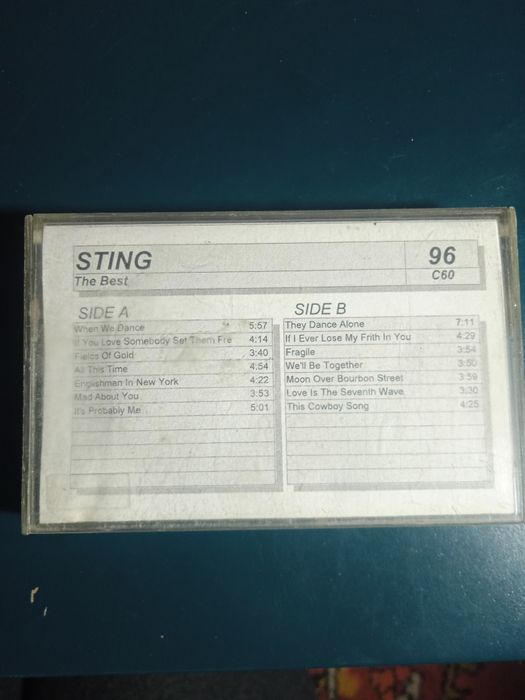 STING 96
The Best C60
SIDE A
When We Dance 5:57
If You Love Somebody Set Them Fre 4:14
Fields Of Gold 3:40
All This Time 4:54
Englishman In New York 4:22
Mad About You 3:53
It's Probably Me 5:01
SIDE B
They Dance Alone 7:11
If I Ever Lose My Frith In You 4:29
Fragile 3:54
We'll Be Together 3:50
Moon Over Bourbon Street 3:59
Love Is The Seventh Wave 3:30
This Cowboy Song 4:25